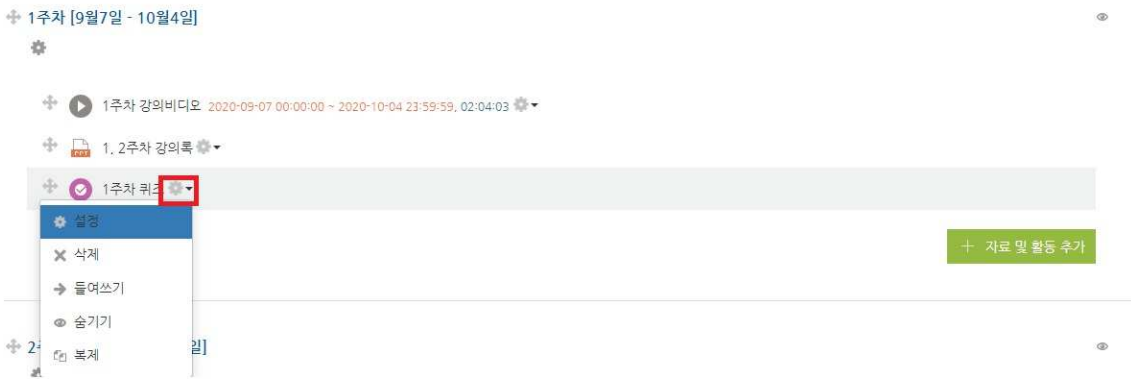 1주차 [9월7일 - 10월4일]
1주차 강의비디오 2020-09-07 00:00:00 ~ 2020-10-04 23:59:59, 02:04:03
PPT
1, 2주차 강의록
1주차 퀴즈
설정
삭제
들여쓰기
숨기기
복제
+ 자료 및 활동 추가
2 일]